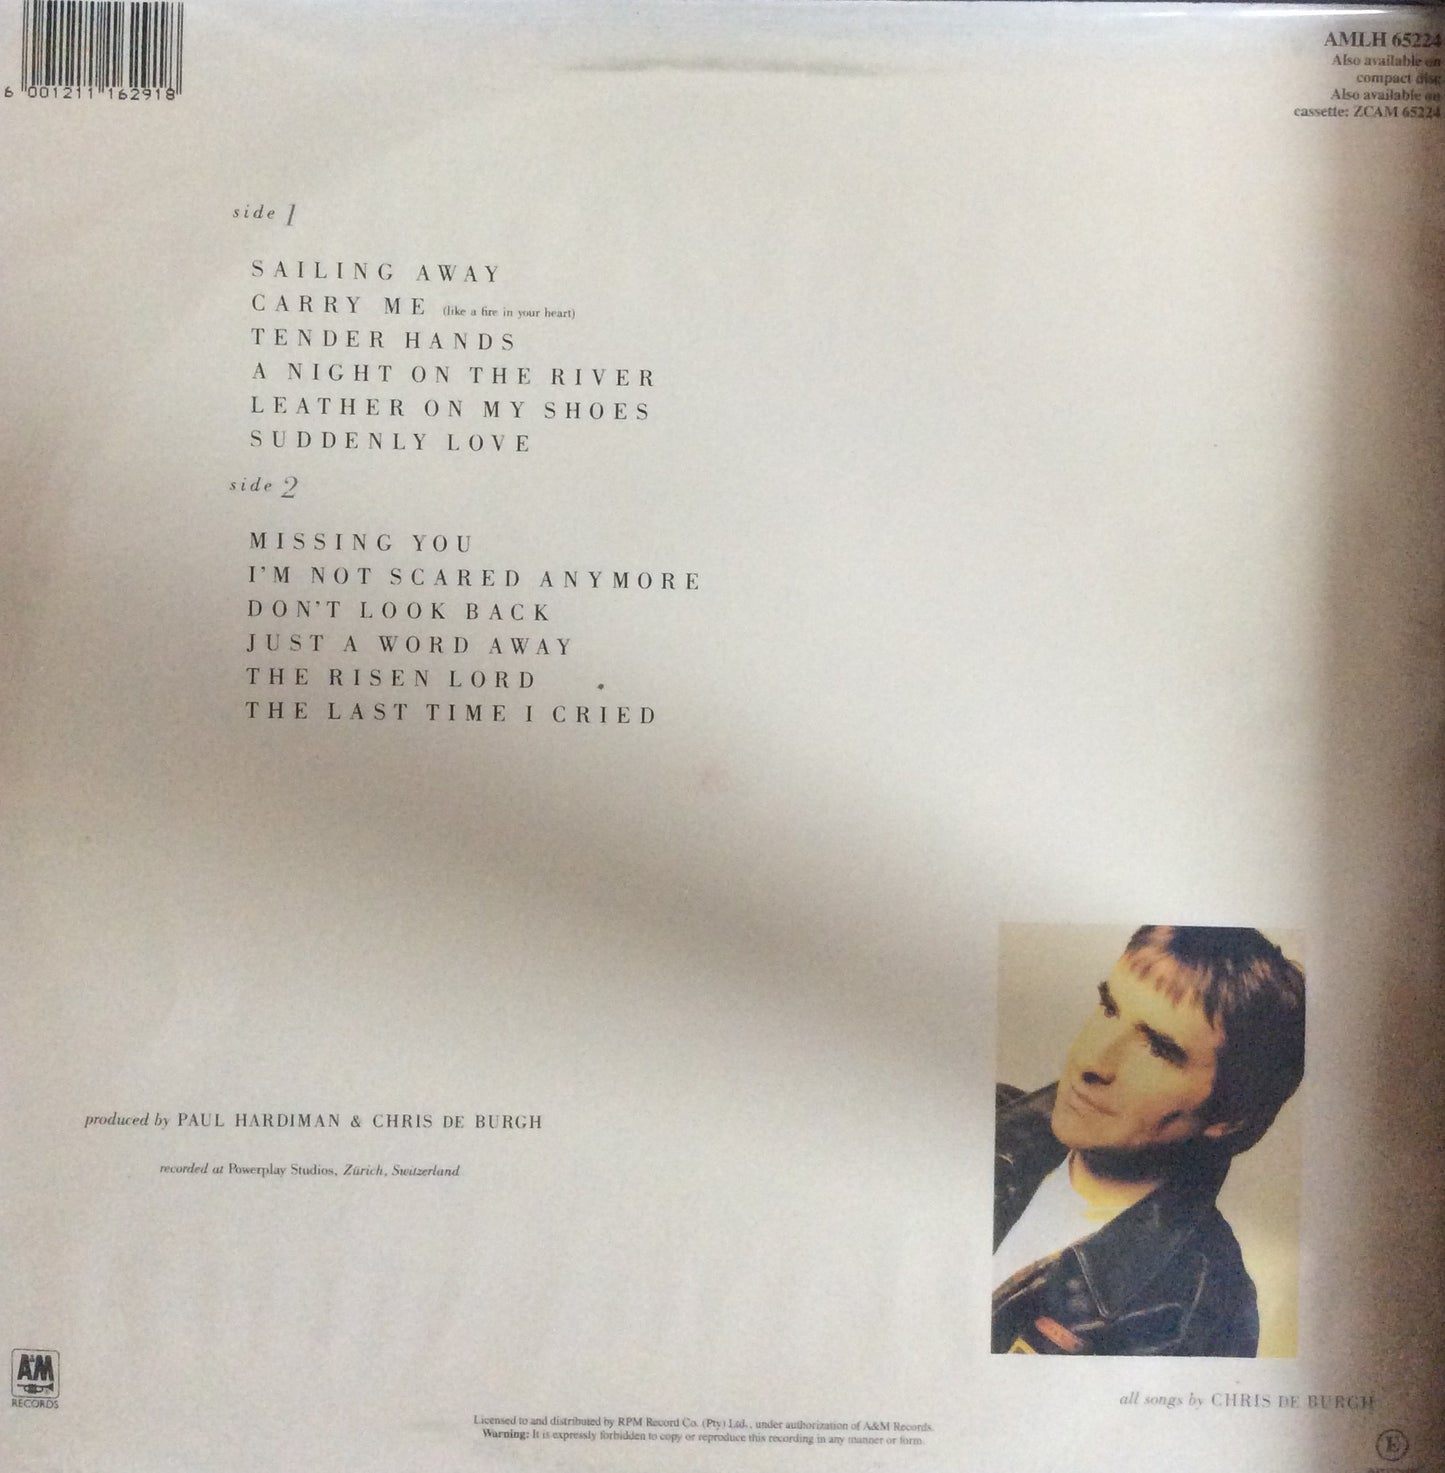 6 001211 162918
AMLH 65224
Also available on
compact disc
Also available on
cassette: ZCAM 65224
side 1
SAILING AWAY
CARRY ME (like a fire in your heart)
TENDER HANDS
A NIGHT ON THE RIVER
LEATHER ON MY SHOES
SUDDENLY LOVE
side 2
MISSING YOU
I'M NOT SCARED ANYMORE
DON'T LOOK BACK
JUST A WORD AWAY
THE RISEN LORD
THE LAST TIME I CRIED
produced by PAUL HARDIMAN & CHRIS DE BURGH
recorded at Powerplay Studios, Zürich, Switzerland
A&M
RECORDS
all songs by CHRIS DE BURGH
Licensed to and distributed by RPM Record Co. (Pty) Ltd., under authorization of A&M Records.
Warning: It is expressly forbidden to copy or reproduce this recording in any manner or form.
E